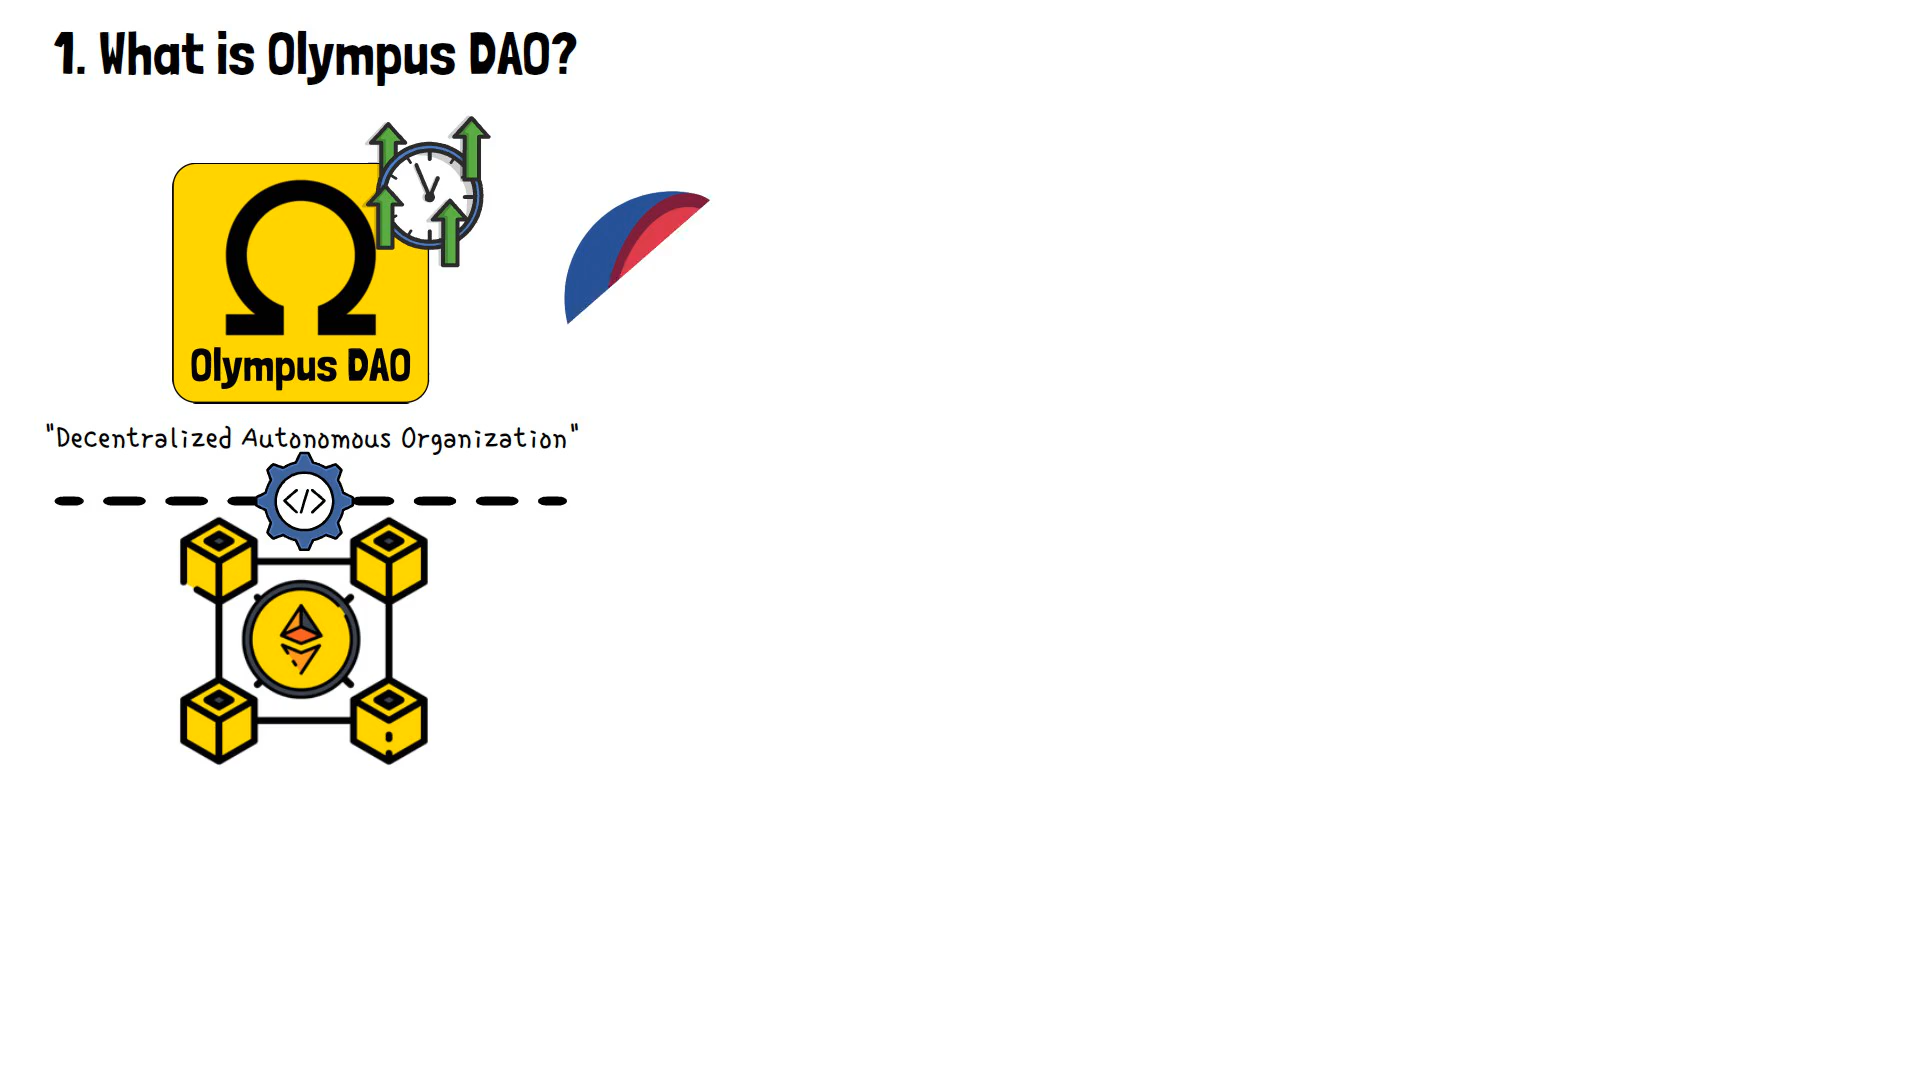 1. What is Olympus DAO?
Ω
Olympus DAO
"Decentralized Autonomous Organization"
</>